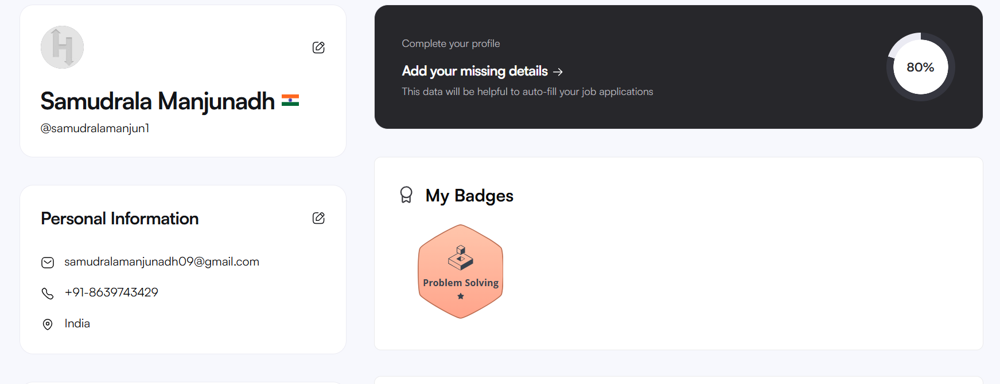 Samudrala Manjunadh
@samudralamanjun1
Personal Information
samudralamanjunadh09@gmail.com
+91-8639743429
India
Complete your profile
Add your missing details →
This data will be helpful to auto-fill your job applications
80%
My Badges
Problem Solving